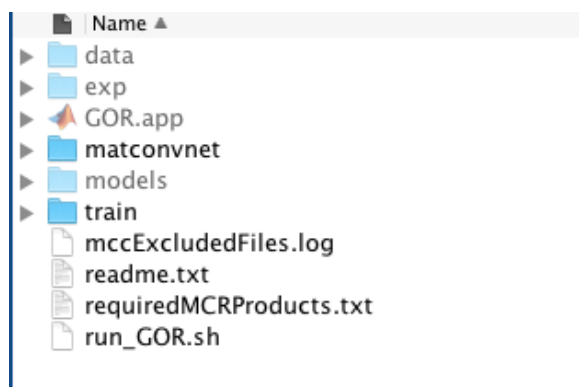 Name
data
exp
GOR.app
matconvnet
models
train
mccExcludedFiles.log
readme.txt
requiredMCRProducts.txt
run_GOR.sh